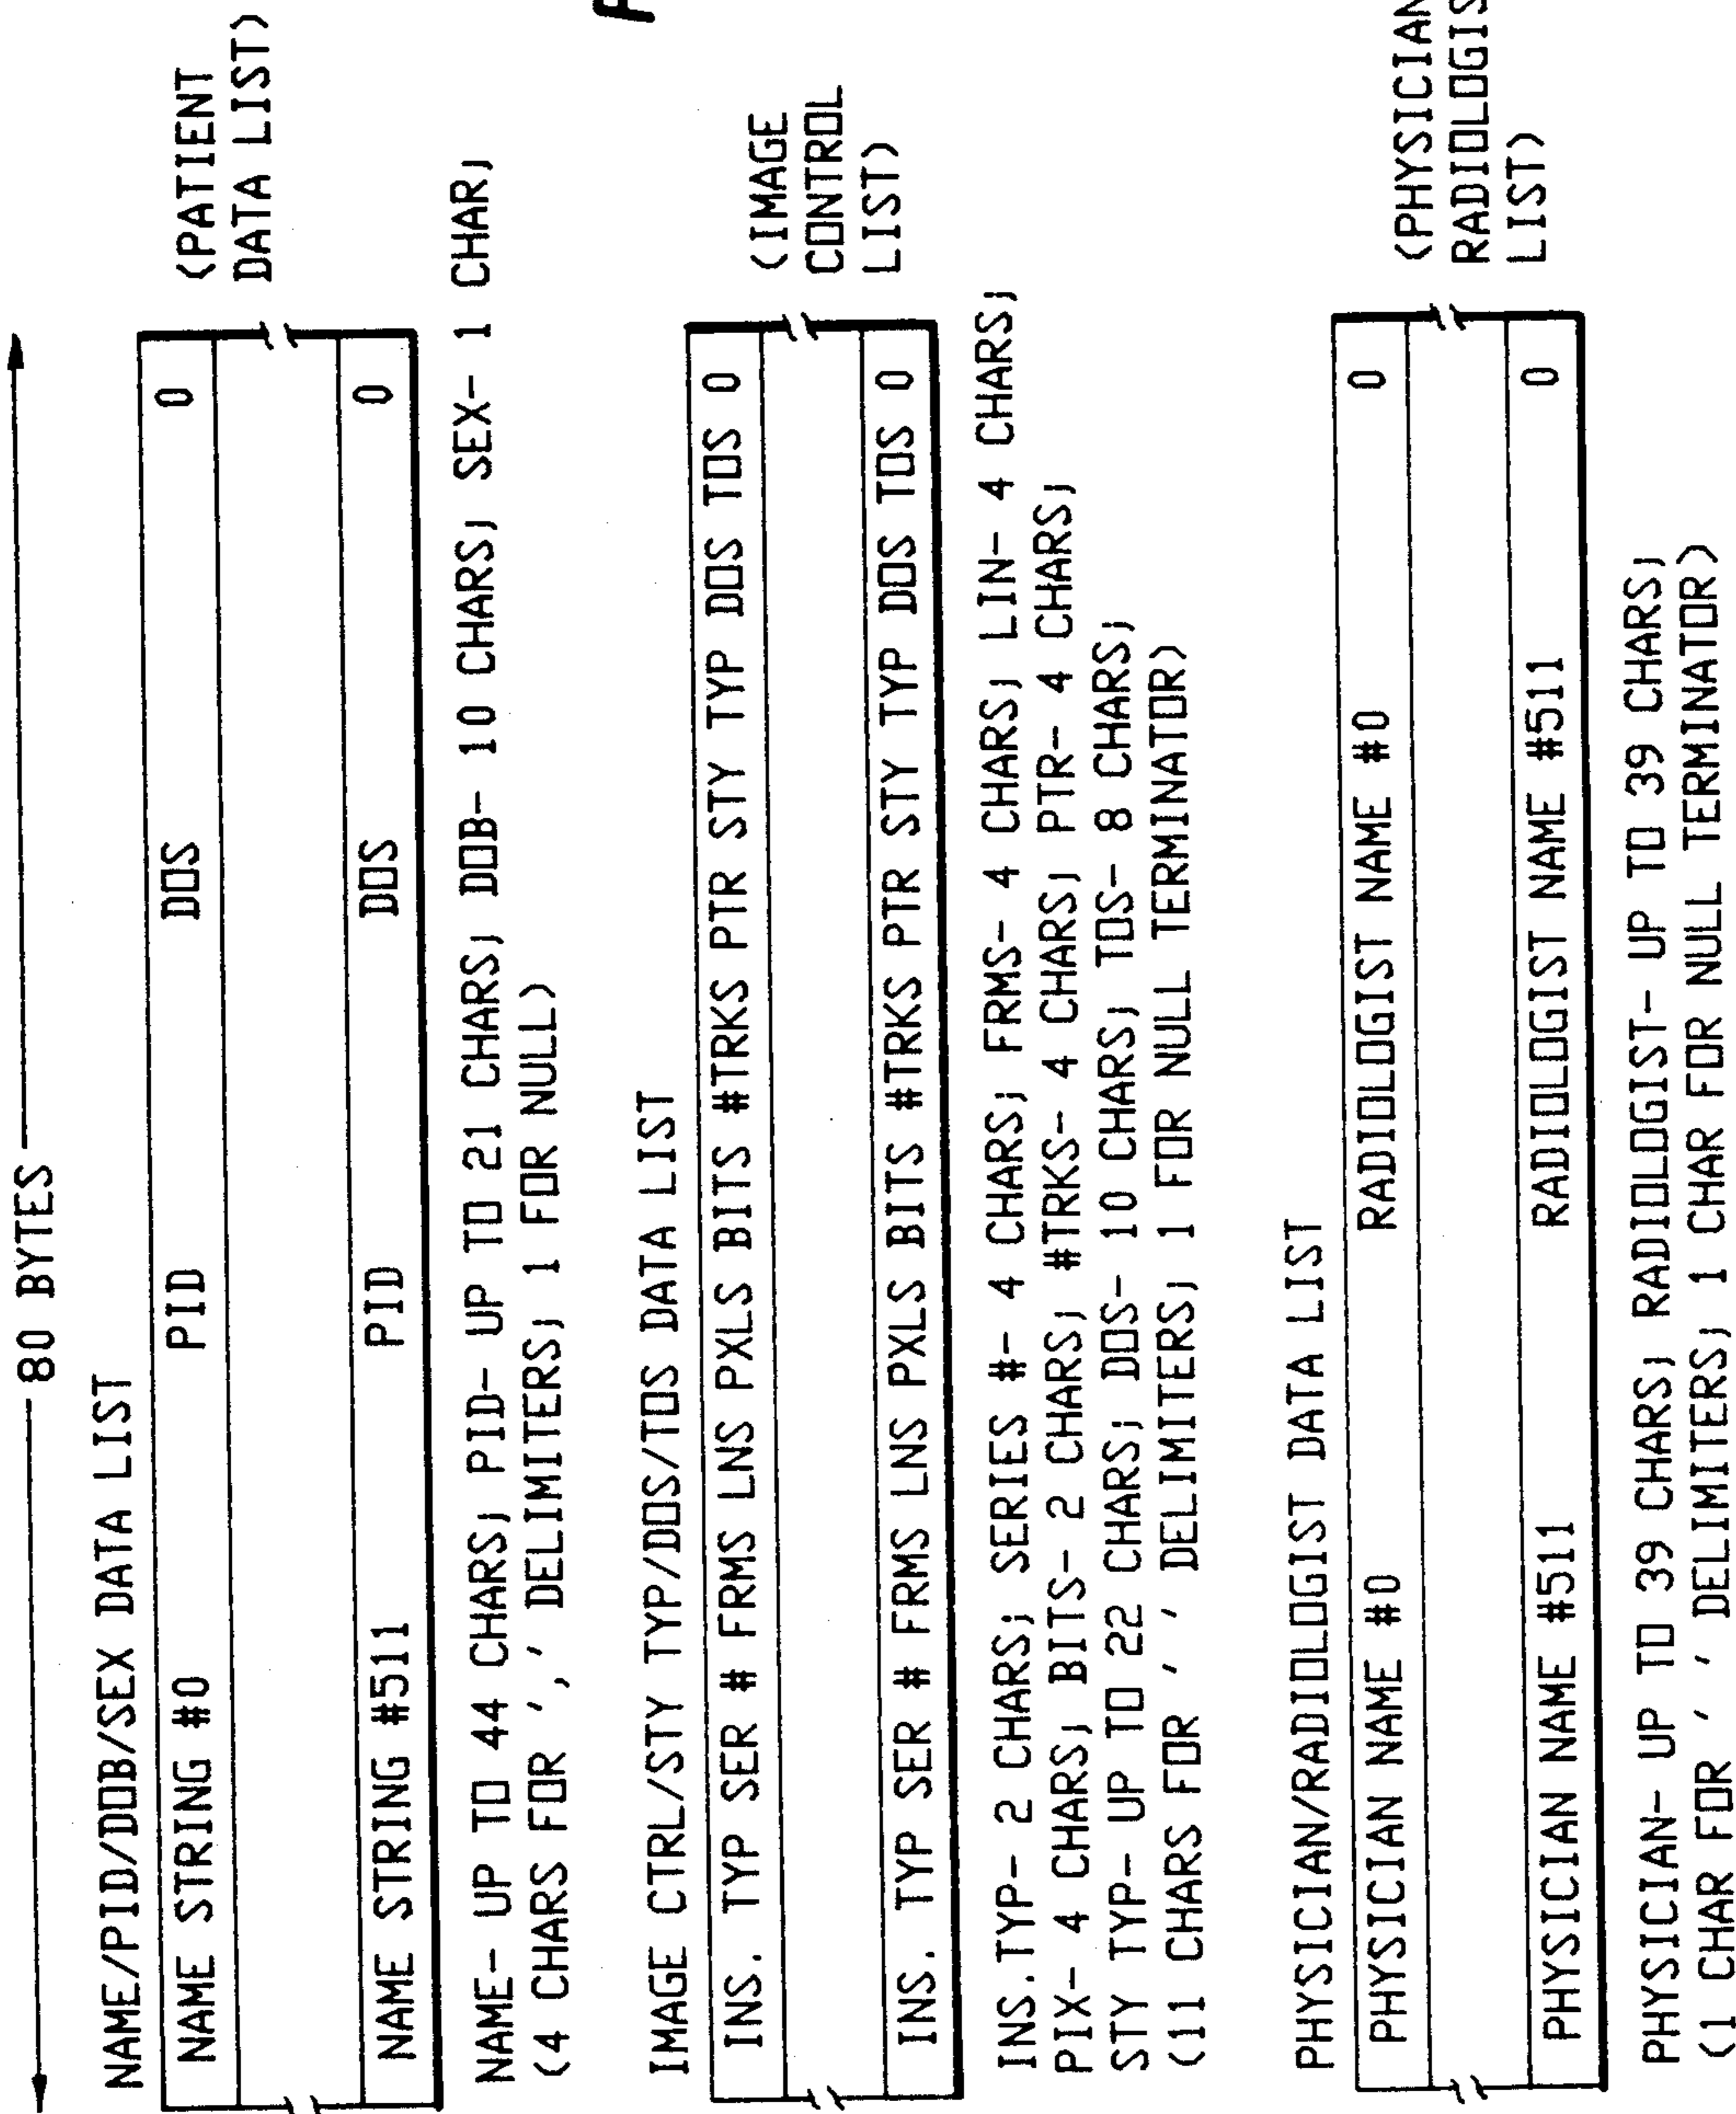 80 BYTES
NAME/PID/DOB/SEX DATA LIST
NAME STRING #0 PID DOS 0
(PATIENT
DATA LIST)
NAME STRING #511 PID DOS 0
NAME- UP TO 44 CHARS; PID- UP TO 21 CHARS; DOB- 10 CHARS; SEX- 1 CHAR;
(4 CHARS FOR ',' DELIMITERS; 1 FOR NULL)
IMAGE CTRL/STY TYP/DOS/TOS DATA LIST
INS. TYP SER # FRMS LNS PXLS BITS #TRKS PTR STY TYP DOS TOS 0
(IMAGE
CONTROL
LIST)
INS. TYP SER # FRMS LNS PXLS BITS #TRKS PTR STY TYP DOS TOS 0
INS.TYP- 2 CHARS; SERIES #- 4 CHARS; FRMS- 4 CHARS; LIN- 4 CHARS;
PIX- 4 CHARS; BITS- 2 CHARS; #TRKS- 4 CHARS; PTR- 4 CHARS;
STY TYP- UP TO 22 CHARS; DOS- 10 CHARS; TOS- 8 CHARS;
(11 CHARS FOR ' ' DELIMITERS; 1 FOR NULL TERMINATOR)
PHYSICIAN/RADIOLOGIST DATA LIST
PHYSICIAN NAME #0 RADIOLOGIST NAME #0 0
(PHYSICIAN
RADIOLOGIS
LIST)
PHYSICIAN NAME #511 RADIOLOGIST NAME #511 0
PHYSICIAN- UP TO 39 CHARS; RADIOLOGIST- UP TO 39 CHARS;
(1 CHAR FOR ' ' DELIMITERS; 1 CHAR FOR NULL TERMINATOR)